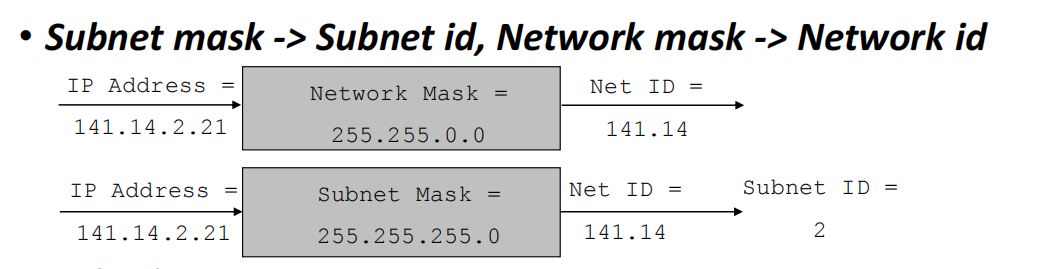 • Subnet mask -> Subnet id, Network mask -> Network id
IP Address =
141.14.2.21
Network Mask =
255.255.0.0
Net ID =
141.14
IP Address =
141.14.2.21
Subnet Mask =
255.255.255.0
Net ID =
141.14
Subnet ID =
2